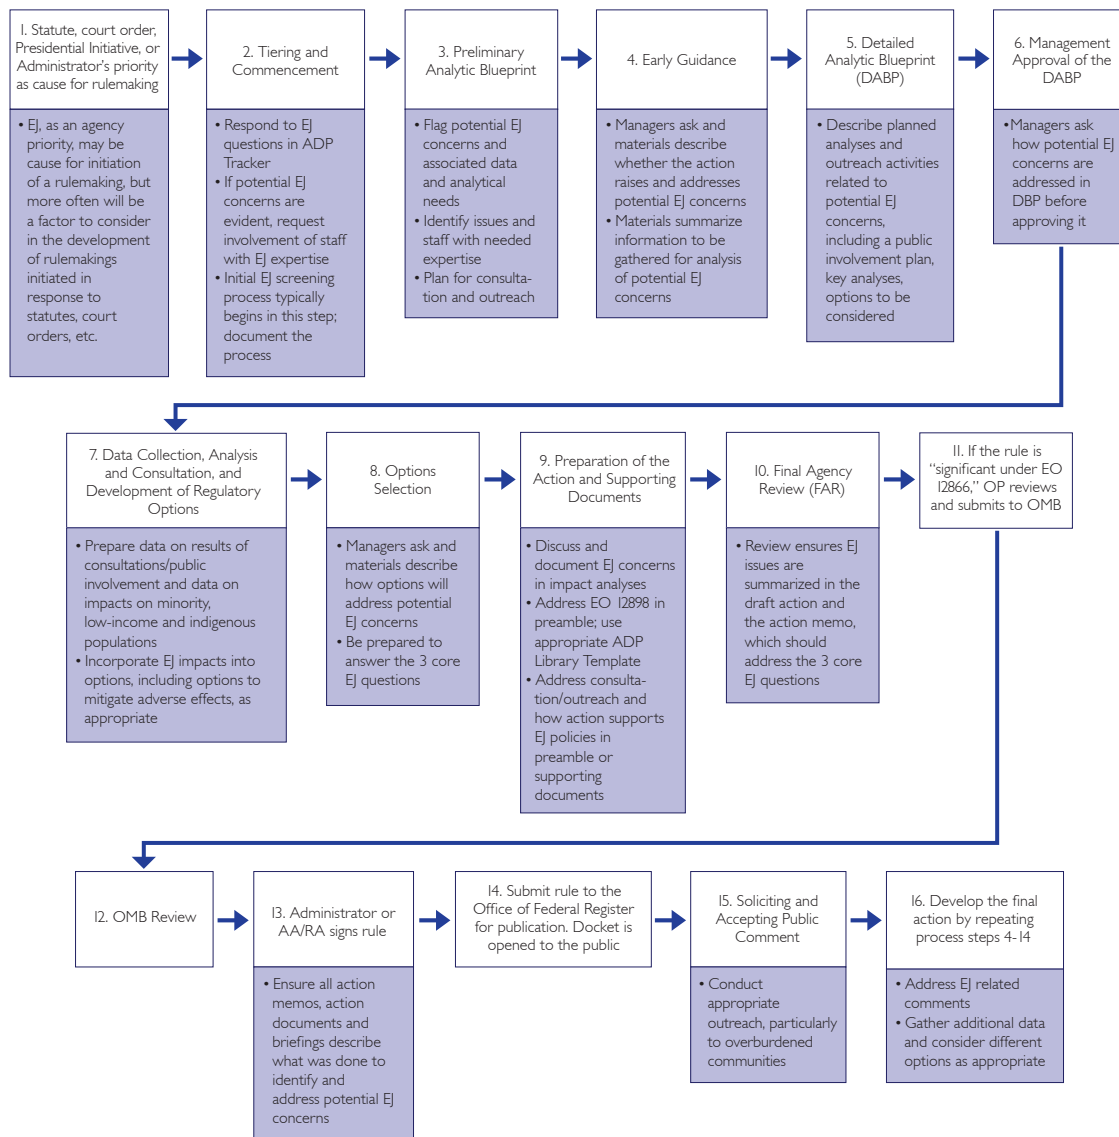 1. Statute, court order,
Presidential Initiative, or
Administrator's priority
as cause for rulemaking
• EJ, as an agency
priority, may be
cause for initiation
of a rulemaking, but
more often will be
a factor to consider
in the development
of rulemakings
initiated in
response to
statutes, court
orders, etc.
2. Tiering and
Commencement
• Respond to EJ
questions in ADP
Tracker
• If potential EJ
concerns are
evident, request
involvement of staff
with EJ expertise
• Initial EJ screening
process typically
begins in this step;
document the
process
3. Preliminary
Analytic Blueprint
• Flag potential EJ
concerns and
associated data
and analytical
needs
• Identify issues and
staff with needed
expertise
• Plan for consulta-
tion and outreach
4. Early Guidance
• Managers ask and
materials describe
whether the action
raises and addresses
potential EJ concerns
• Materials summarize
information to be
gathered for analysis
of potential EJ
concerns
5. Detailed
Analytic Blueprint
(DABP)
• Describe planned
analyses and
outreach activities
related to
potential EJ
concerns,
including a public
involvement plan,
key analyses,
options to be
considered
6. Management
Approval of the
DABP
• Managers ask
how potential EJ
concerns are
addressed in
DBP before
approving it
7. Data Collection, Analysis
and Consultation, and
Development of Regulatory
Options
• Prepare data on results of
consultations/public
involvement and data on
impacts on minority,
low-income and indigenous
populations
• Incorporate EJ impacts into
options, including options to
mitigate adverse effects, as
appropriate
8. Options
Selection
• Managers ask and
materials describe
how options will
address potential
EJ concerns
• Be prepared to
answer the 3 core
EJ questions
9. Preparation of the
Action and Supporting
Documents
• Discuss and
document EJ concerns
in impact analyses
• Address EO 12898 in
preamble; use
appropriate ADP
Library Template
• Address consulta-
tion/outreach and
how action supports
EJ policies in
preamble or
supporting
documents
10. Final Agency
Review (FAR)
• Review ensures EJ
issues are
summarized in the
draft action and
the action memo,
which should
address the 3 core
EJ questions
11. If the rule is
"significant under EO
12866," OP reviews
and submits to OMB
12. OMB Review
13. Administrator or
AA/RA signs rule
• Ensure all action
memos, action
documents and
briefings describe
what was done to
identify and
address potential EJ
concerns
14. Submit rule to the
Office of Federal Register
for publication. Docket is
opened to the public
15. Soliciting and
Accepting Public
Comment
• Conduct
appropriate
outreach, particularly
to overburdened
communities
16. Develop the final
action by repeating
process steps 4-14
• Address EJ related
comments
• Gather additional data
and consider different
options as appropriate